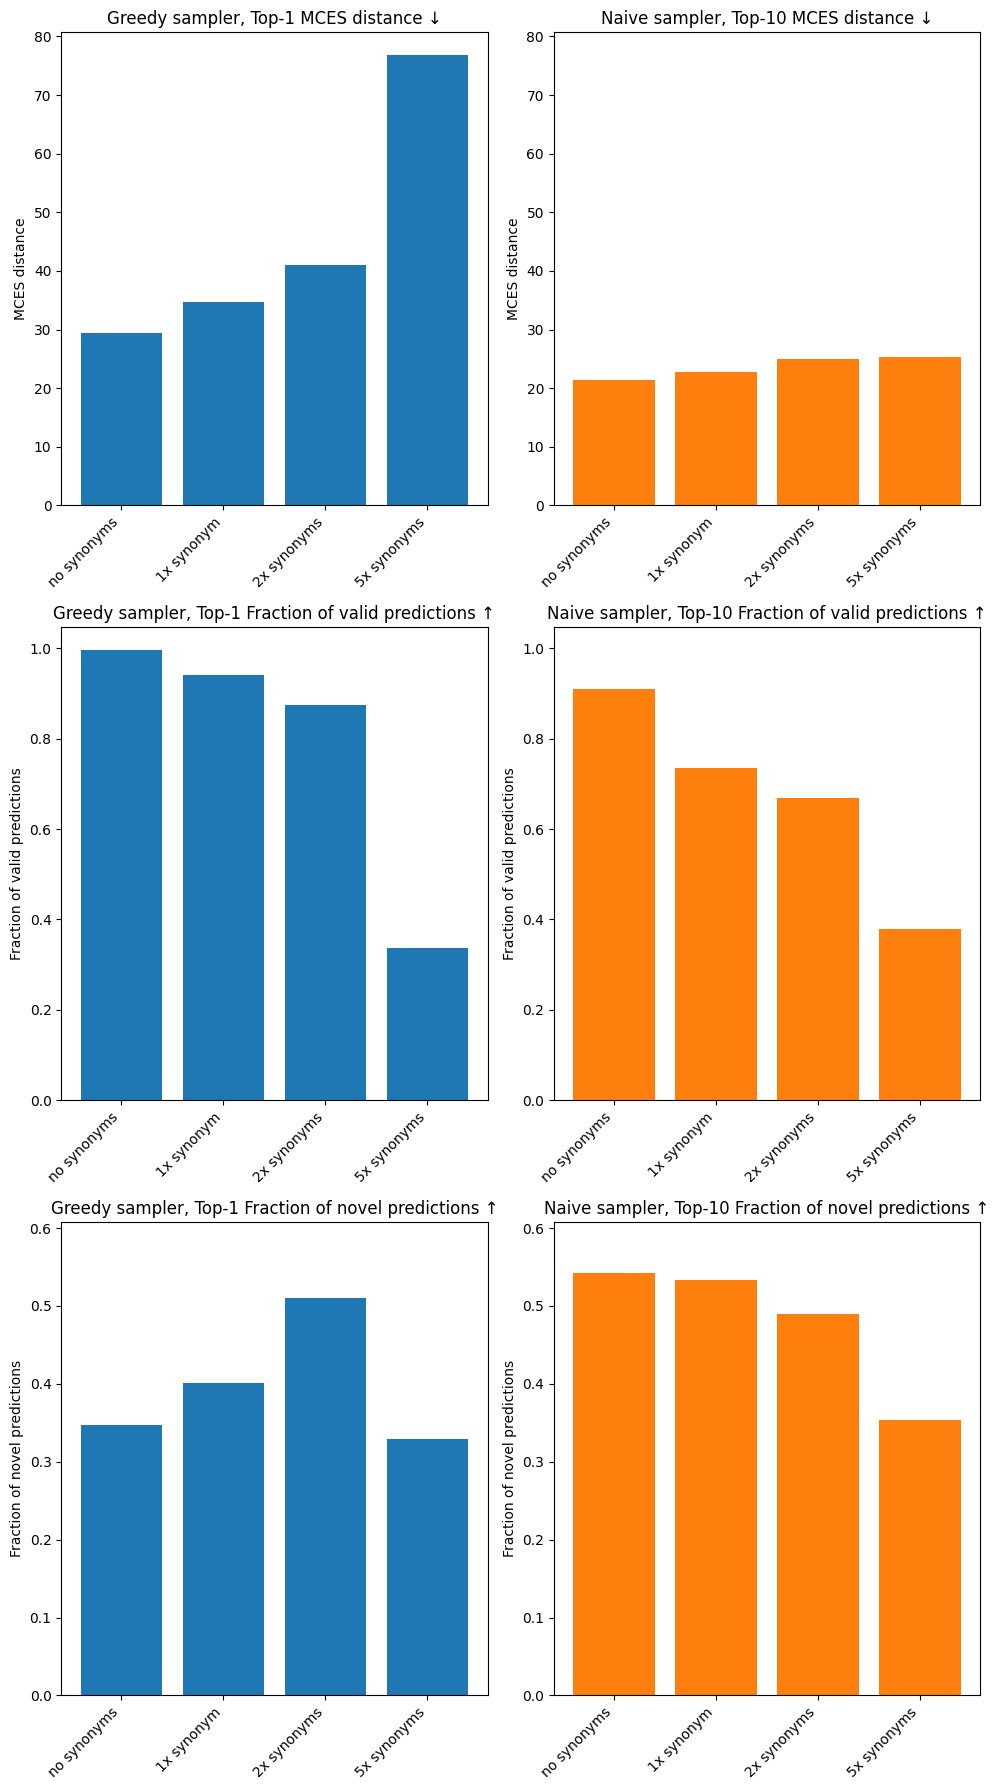 Greedy sampler, Top-1 MCES distance ↓
80
70
60
50
40
30
20
10
0
MCES distance
no synonyms
1x synonym
2x synonyms
5x synonyms
Naive sampler, Top-10 MCES distance ↓
80
70
60
50
40
30
20
10
0
MCES distance
no synonyms
1x synonym
2x synonyms
5x synonyms
Greedy sampler, Top-1 Fraction of valid predictions ↑
1.0
0.8
0.6
0.4
0.2
0.0
Fraction of valid predictions
no synonyms
1x synonym
2x synonyms
5x synonyms
Naive sampler, Top-10 Fraction of valid predictions ↑
1.0
0.8
0.6
0.4
0.2
0.0
Fraction of valid predictions
no synonyms
1x synonym
2x synonyms
5x synonyms
Greedy sampler, Top-1 Fraction of novel predictions ↑
0.6
0.5
0.4
0.3
0.2
0.1
0.0
Fraction of novel predictions
no synonyms
1x synonym
2x synonyms
5x synonyms
Naive sampler, Top-10 Fraction of novel predictions ↑
0.6
0.5
0.4
0.3
0.2
0.1
0.0
Fraction of novel predictions
no synonyms
1x synonym
2x synonyms
5x synonyms